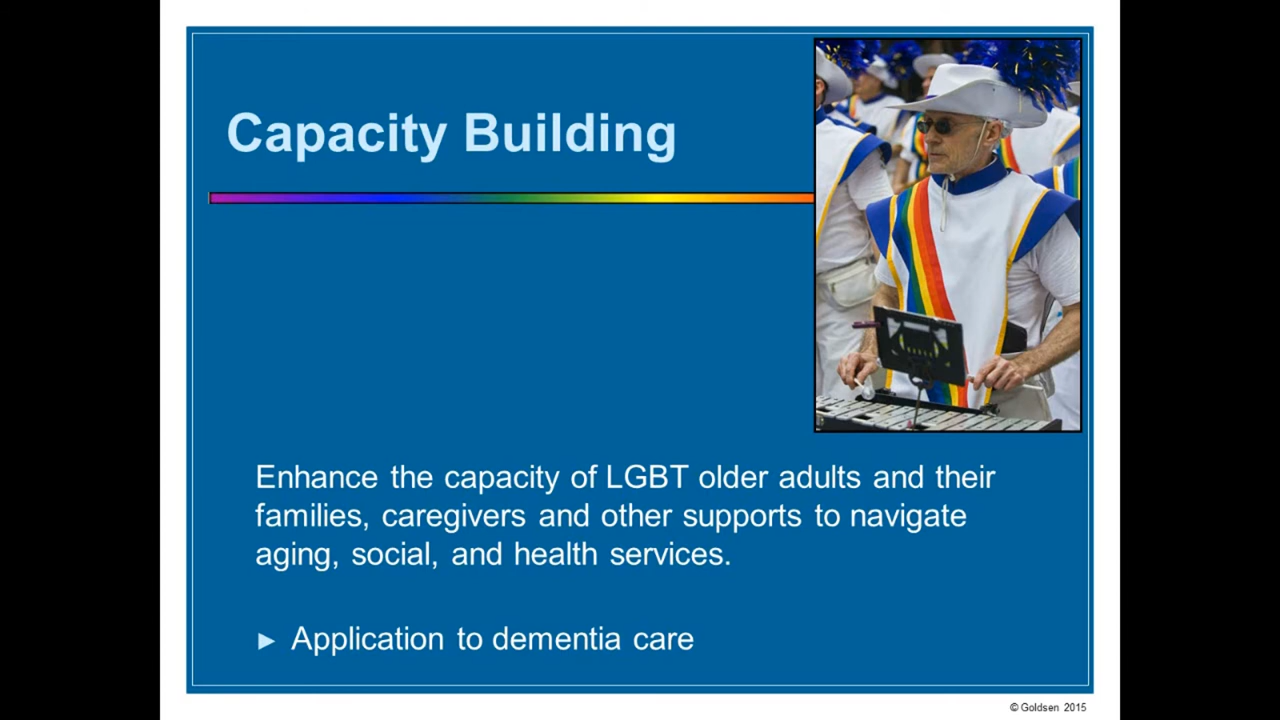 Capacity Building
Enhance the capacity of LGBT older adults and their
families, caregivers and other supports to navigate
aging, social, and health services.
► Application to dementia care
© Goldsen 2015